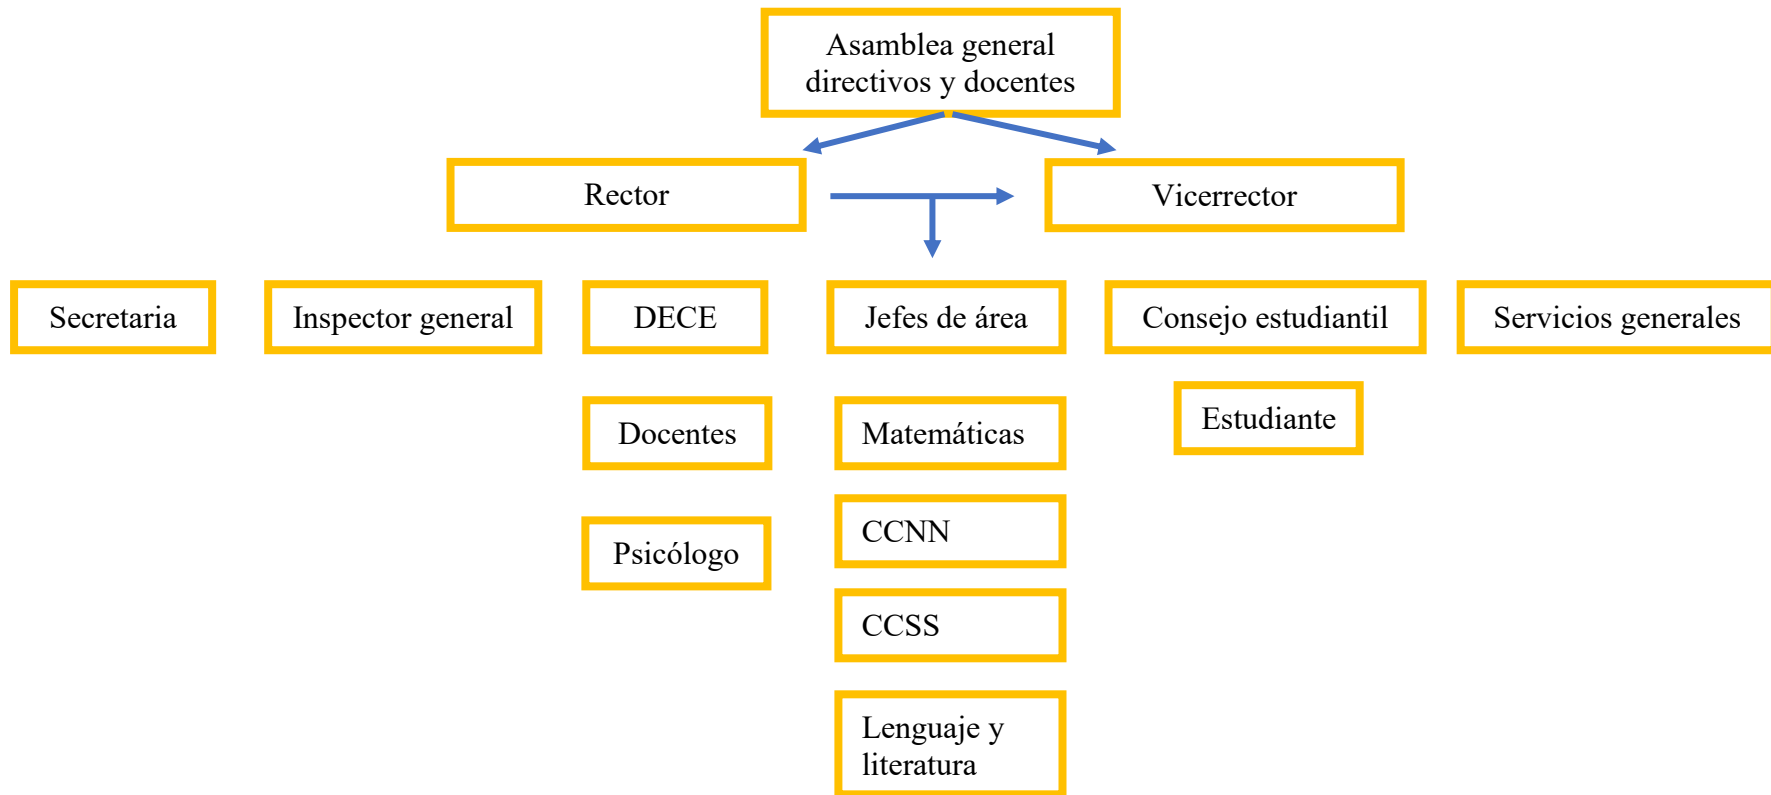 Asamblea general
directivos y docentes
Rector
Vicerrector
Secretaria
Inspector general
DECE
Jefes de área
Consejo estudiantil
Servicios generales
Docentes
Matemáticas
Estudiante
Psicólogo
CCNN
CCSS
Lenguaje y
literatura